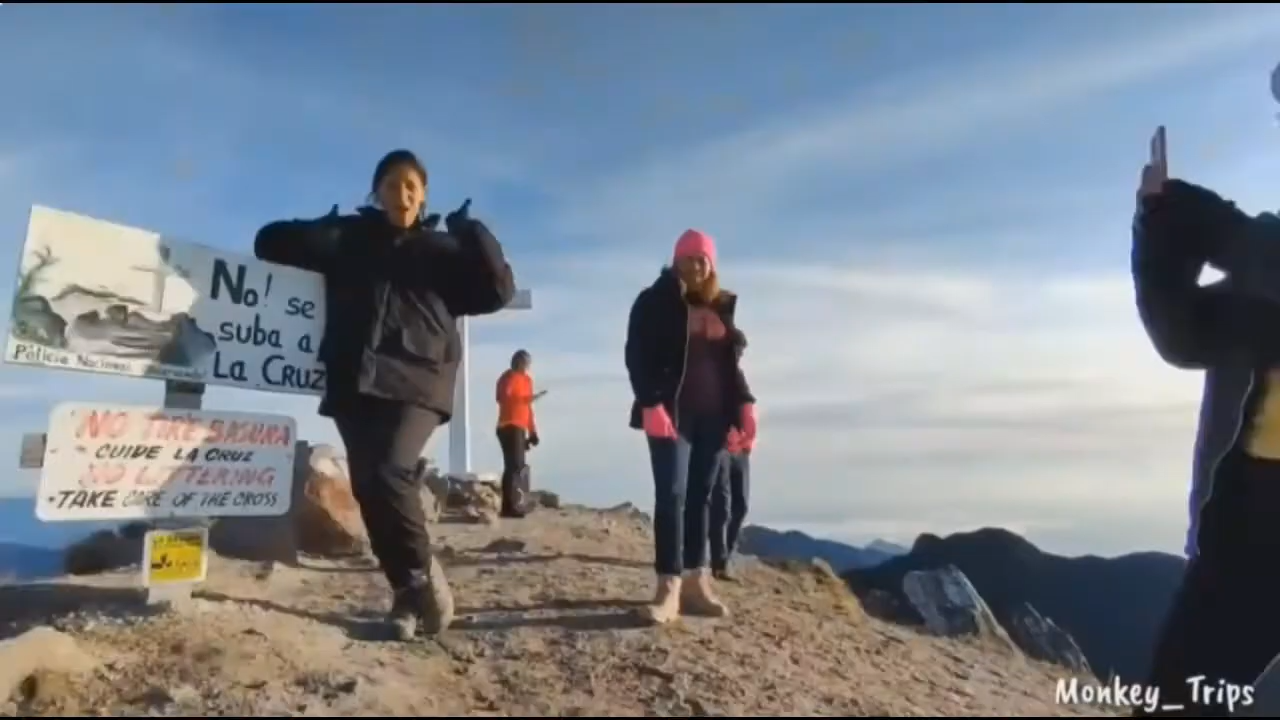 No! se
suba a
La Cruz
Policia Nacional
NO TIRE BASURA
CUIDE LA CRUZ
NO LITTERING
TAKE CARE OF THE CROSS
Monkey_Trips